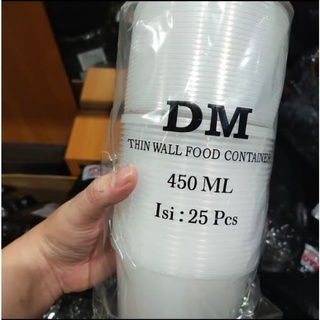 DM
THIN WALL FOOD CONTAINER
450 ML
Isi : 25 Pcs